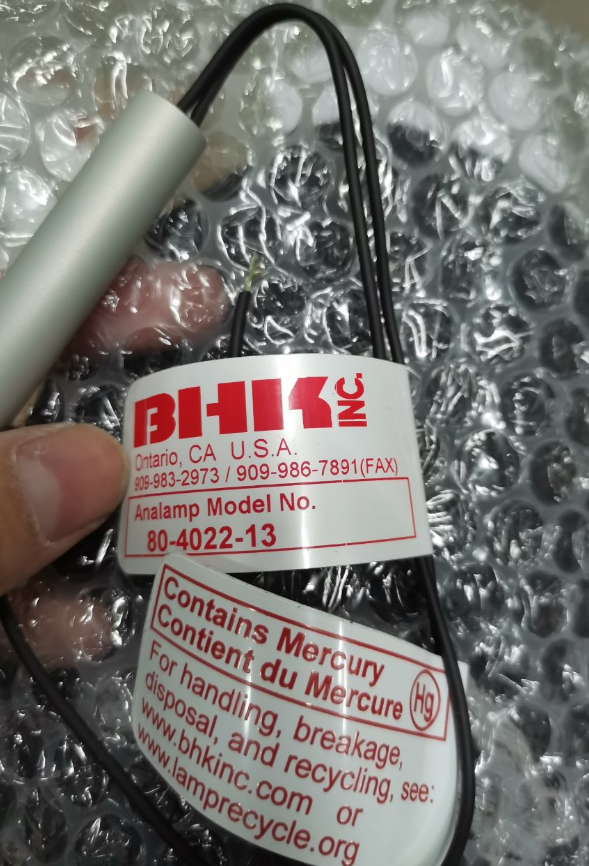 BHK INC.
Ontario, CA U.S.A.
909-983-2973 / 909-986-7891(FAX)
Analamp Model No.
80-4022-13
Contains Mercury
Contient du Mercure Hg
For handling, breakage,
disposal, and recycling, see:
www.bhkinc.com or
www.lamprecycle.org